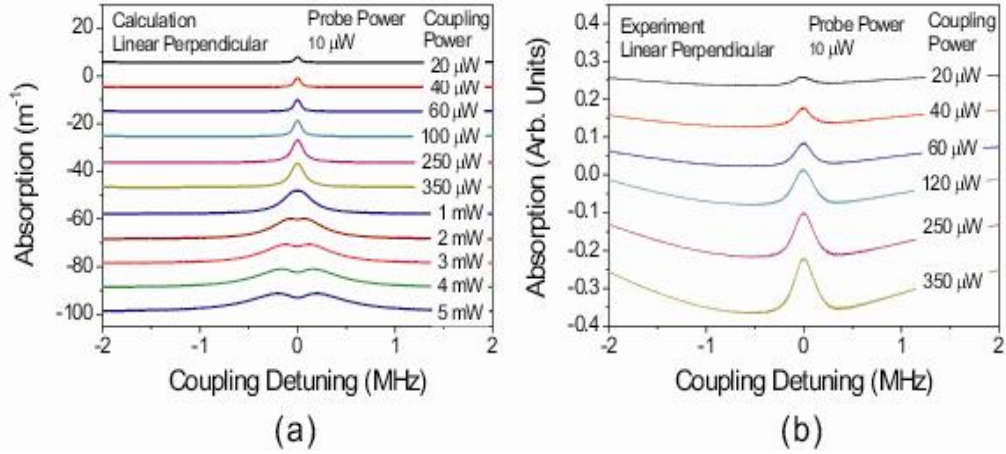 Calculation
Linear Perpendicular
Probe Power
10 μW
Coupling
Power
20 μW
40 μW
60 μW
100 μW
250 μW
350 μW
1 mW
2 mW
3 mW
4 mW
5 mW
20
0
-20
-40
-60
-80
-100
Absorption (m⁻¹)
-2
-1
0
1
2
Coupling Detuning (MHz)
(a)
Experiment
Linear Perpendicular
Probe Power
10 μW
Coupling
Power
20 μW
40 μW
60 μW
120 μW
250 μW
350 μW
0.4
0.3
0.2
0.1
0.0
-0.1
-0.2
-0.3
-0.4
Absorption (Arb. Units)
-2
-1
0
1
2
Coupling Detuning (MHz)
(b)